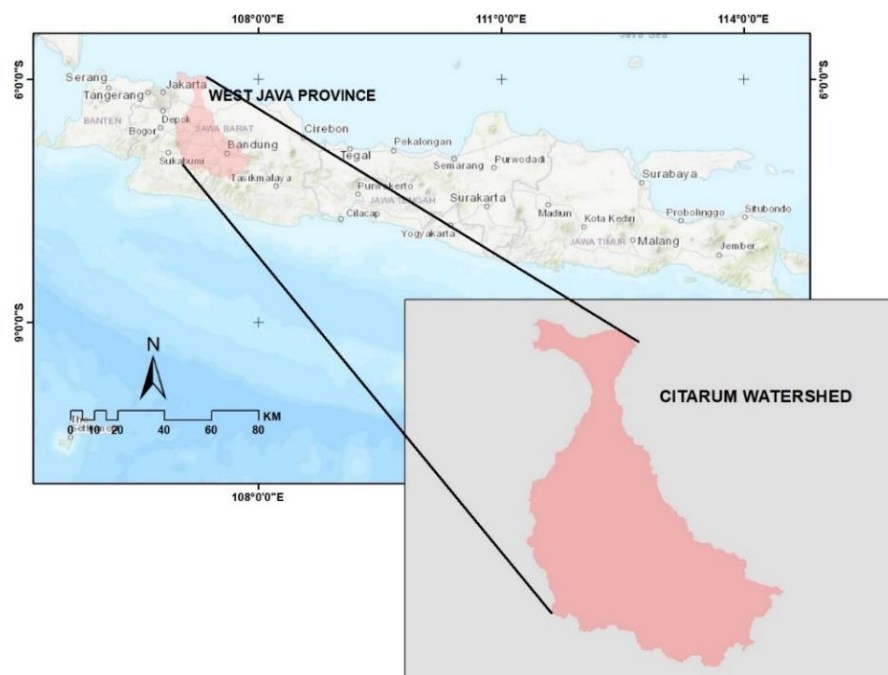 108°0'0"E
111°0'0"E
114°0'0"E
Java Sea
6°0'0"S
6°0'0"S
Serang
Jakarta
Tangerang
WEST JAVA PROVINCE
BANTEN
Depok
Bogor
JAWA BARAT
Cirebon
Pekalongan
Bandung
Tegal
Semarang
Purwodadi
Sukabumi
Surabaya
Tasikmalaya
Purwokerto
JAWA TENGAH
Surakarta
Madiun
Kota Kediri
Probolinggo
Situbondo
Cilacap
Yogyakarta
JAWA TIMUR
Malang
Jember
9°0'0"S
N
CITARUM WATERSHED
KM
0 10 20 40 60 80
108°0'0"E